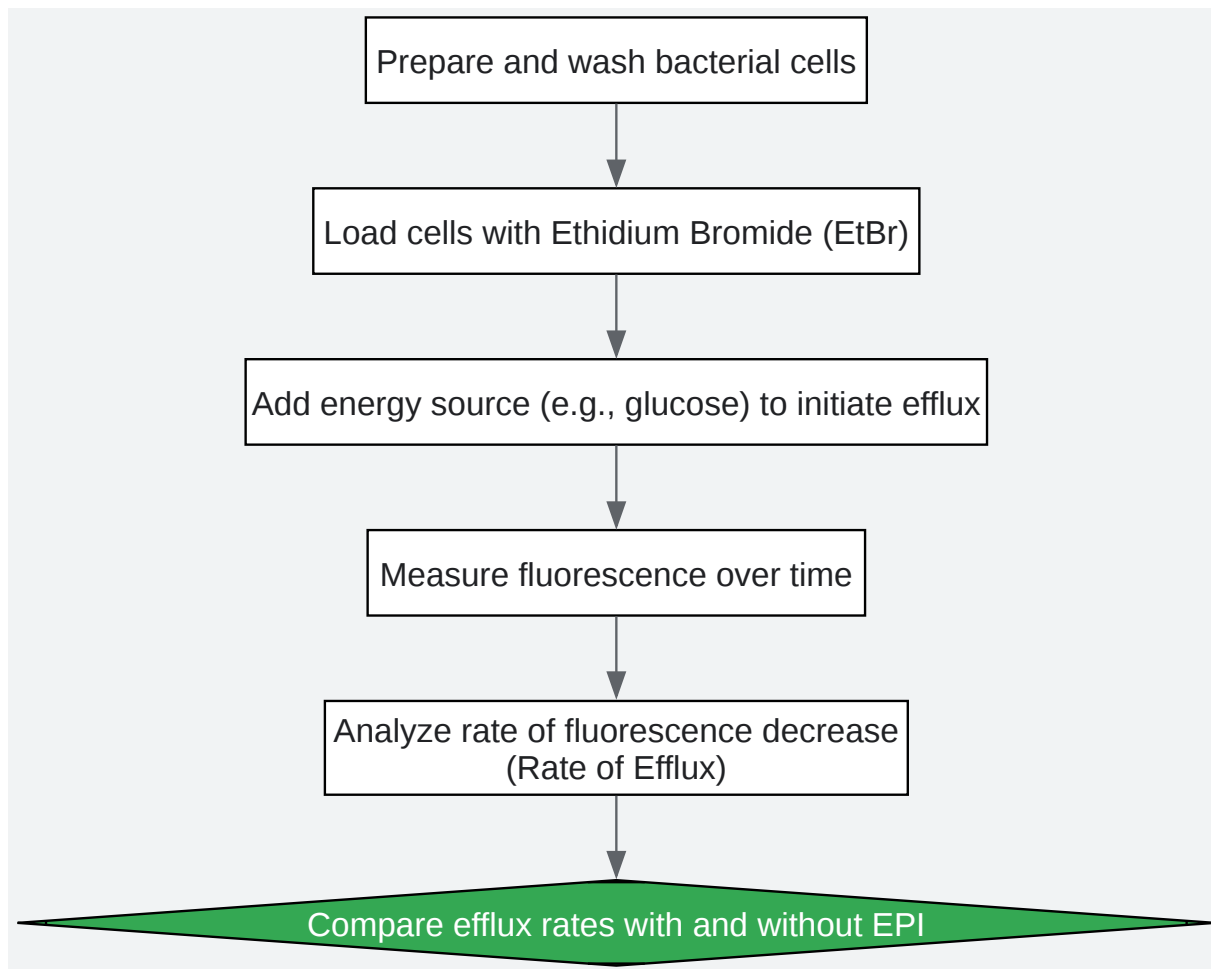 Prepare and wash bacterial cells
Load cells with Ethidium Bromide (EtBr)
Add energy source (e.g., glucose) to initiate efflux
Measure fluorescence over time
Analyze rate of fluorescence decrease
(Rate of Efflux)
Compare efflux rates with and without EPI